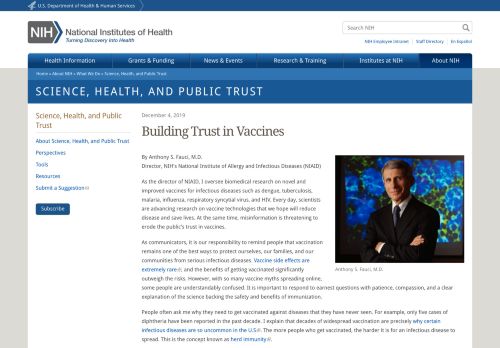 U.S. Department of Health & Human Services
Search NIH
NIH National Institutes of Health
Turning Discovery Into Health
NIH Employee Intranet | Staff Directory | En Español
Health Information Grants & Funding News & Events Research & Training Institutes at NIH About NIH
Home » About NIH » What We Do » Science, Health, and Public Trust
SCIENCE, HEALTH, AND PUBLIC TRUST
Science, Health, and Public
Trust
About Science, Health, and Public Trust
Perspectives
Tools
Resources
Submit a Suggestion
Subscribe
December 4, 2019
Building Trust in Vaccines
By Anthony S. Fauci, M.D.
Director, NIH's National Institute of Allergy and Infectious Diseases (NIAID)
As the director of NIAID, I oversee biomedical research on novel and
improved vaccines for infectious diseases such as dengue, tuberculosis,
malaria, influenza, respiratory syncytial virus, and HIV. Every day, scientists
are advancing research on vaccine technologies that we hope will reduce
disease and save lives. At the same time, misinformation is threatening to
erode the public's trust in vaccines.
As communicators, it is our responsibility to remind people that vaccination
remains one of the best ways to protect ourselves, our families, and our
communities from serious infectious diseases. Vaccine side effects are
extremely rare, and the benefits of getting vaccinated significantly
outweigh the risks. However, with so many vaccine myths spreading online,
Anthony S. Fauci, M.D.
some people are understandably confused. It is important to respond to earnest questions with patience, compassion, and a clear
explanation of the science backing the safety and benefits of immunization.
People often ask me why they need to get vaccinated against diseases that they have never seen. For example, only five cases of
diphtheria have been reported in the past decade. I explain that decades of widespread vaccination are precisely why certain
infectious diseases are so uncommon in the U.S. The more people who get vaccinated, the harder it is for an infectious disease to
spread. This is the concept known as herd immunity.